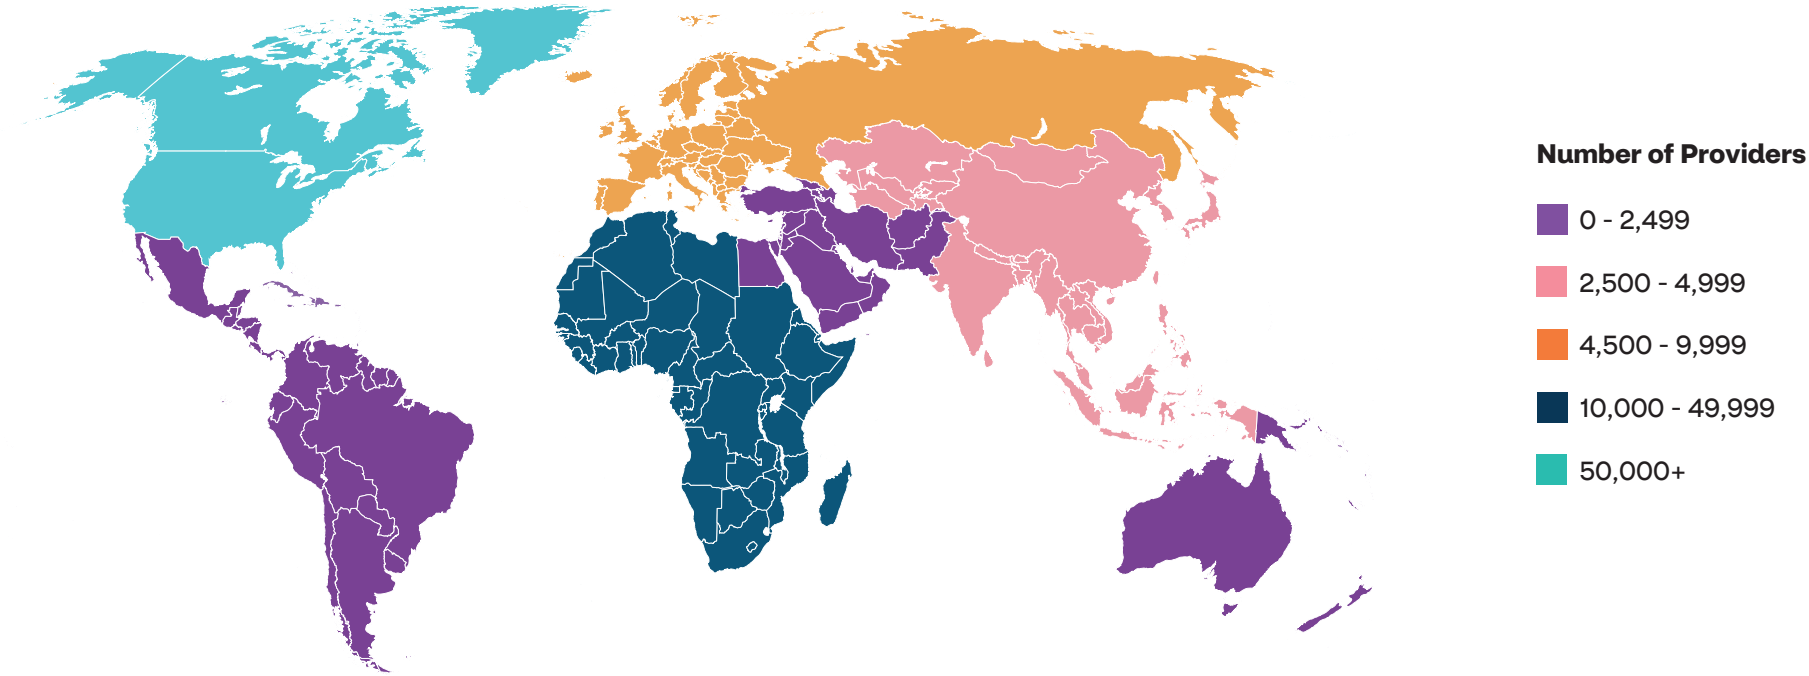 Number of Providers
0 - 2,499
2,500 - 4,999
4,500 - 9,999
10,000 - 49,999
50,000+